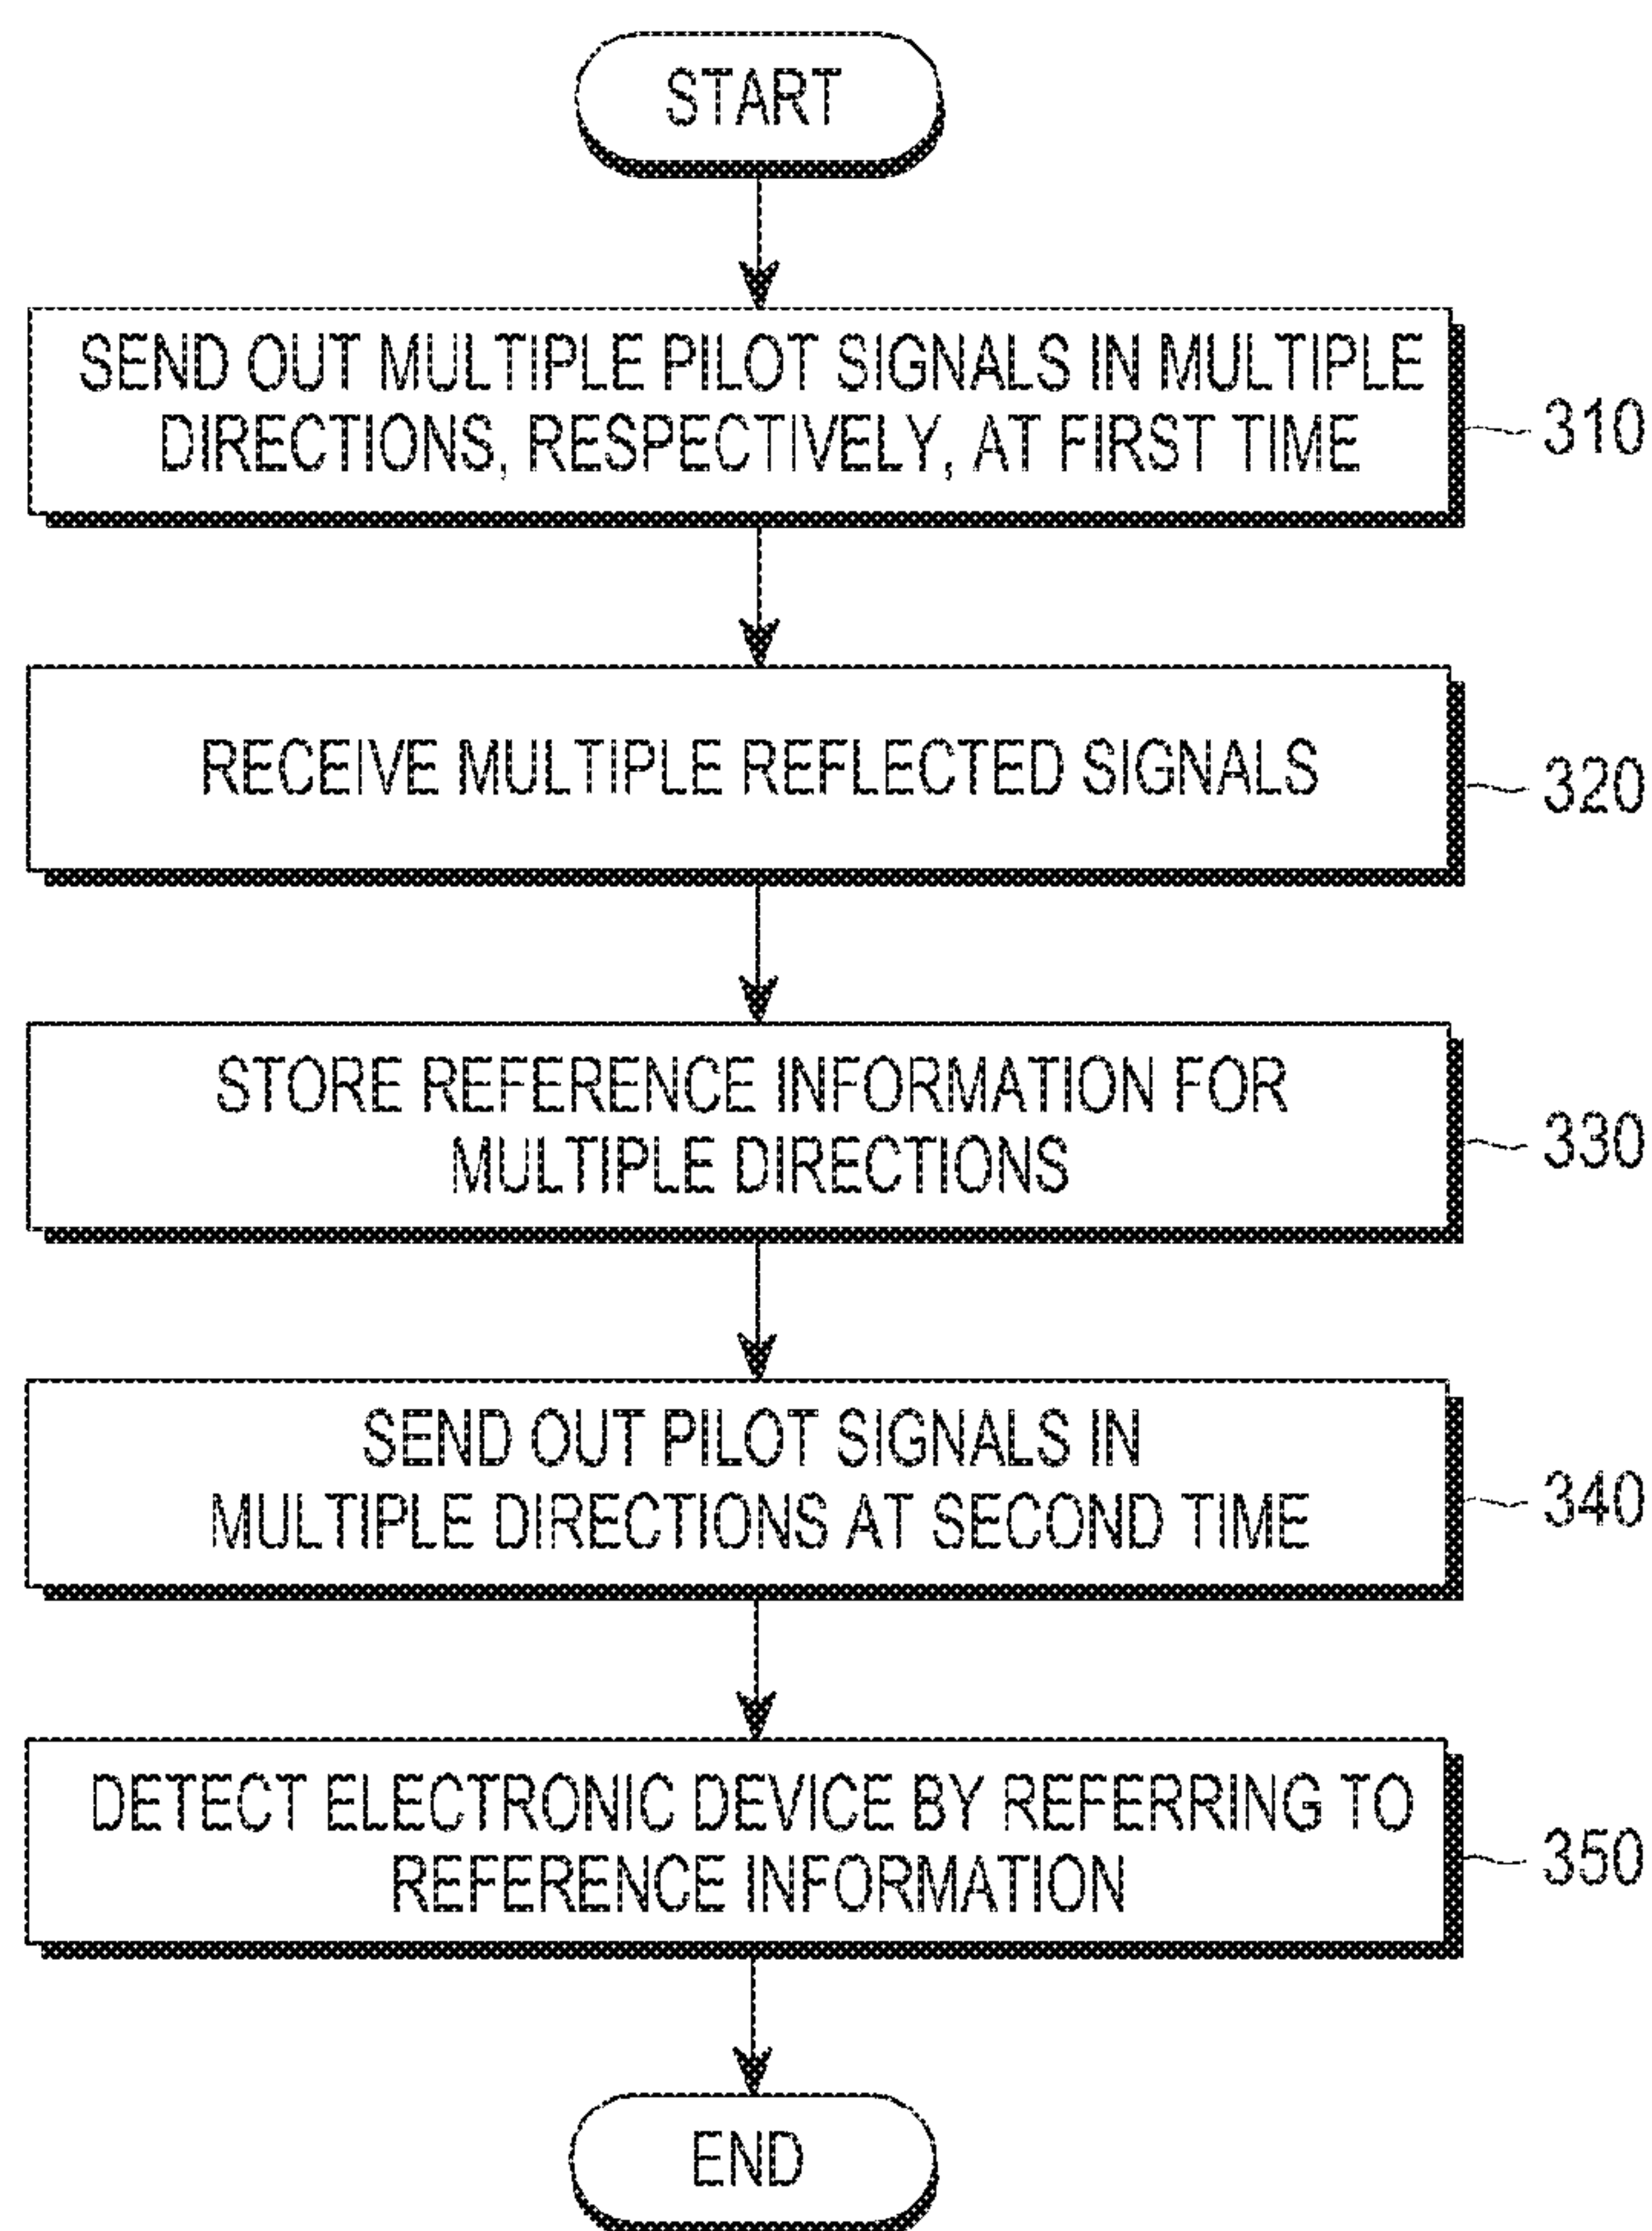 START
SEND OUT MULTIPLE PILOT SIGNALS IN MULTIPLE
DIRECTIONS, RESPECTIVELY, AT FIRST TIME
310
RECEIVE MULTIPLE REFLECTED SIGNALS
320
STORE REFERENCE INFORMATION FOR
MULTIPLE DIRECTIONS
330
SEND OUT PILOT SIGNALS IN
MULTIPLE DIRECTIONS AT SECOND TIME
340
DETECT ELECTRONIC DEVICE BY REFERRING TO
REFERENCE INFORMATION
350
END